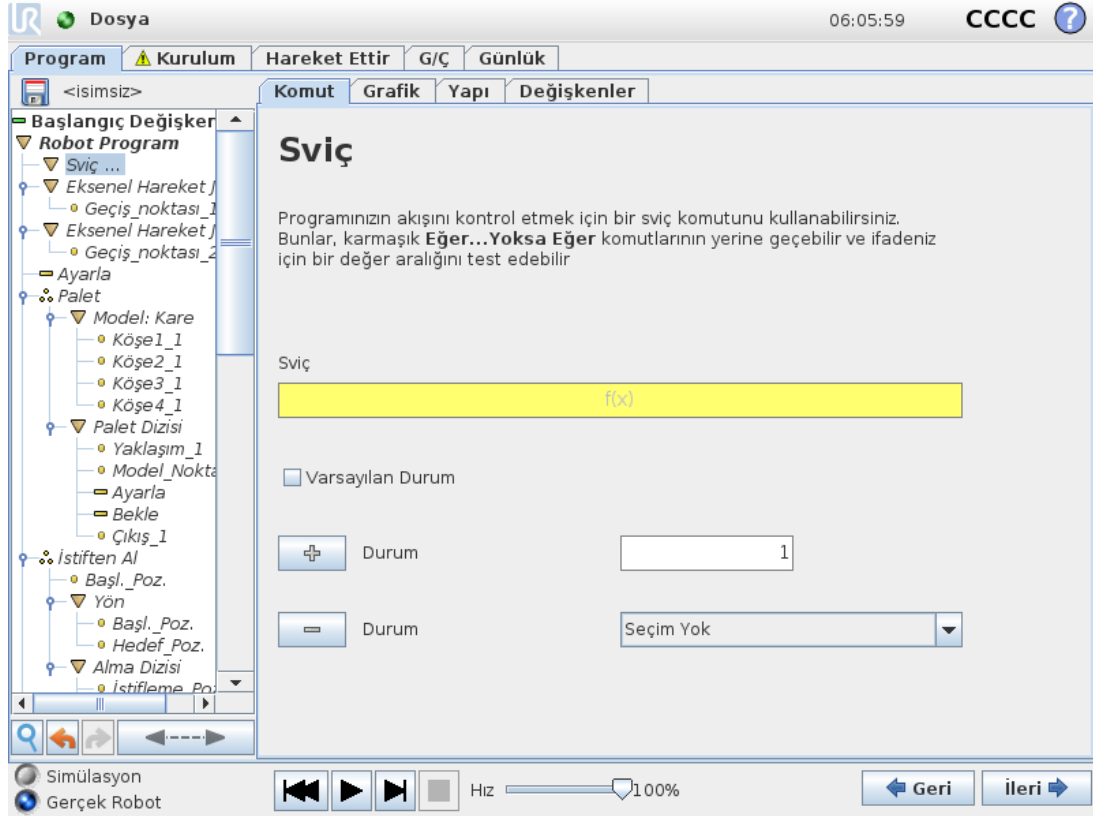 UR Dosya 06:05:59 CCCC ?
Program Kurulum Hareket Ettir G/Ç Günlük
<isimsiz> Komut Grafik Yapı Değişkenler
Başlangıç Değişker
Robot Program
Sviç ...
Eksenel Hareket J
Geçiş_noktası_1
Eksenel Hareket J
Geçiş_noktası_2
Ayarla
Palet
Model: Kare
Köşe1_1
Köşe2_1
Köşe3_1
Köşe4_1
Palet Dizisi
Yaklaşım_1
Model_Nokta
Ayarla
Bekle
Çıkış_1
İstiften Al
Başl._Poz.
Yön
Başl._Poz.
Hedef_Poz.
Alma Dizisi
İstifleme_Poz
Sviç
Programınızın akışını kontrol etmek için bir sviç komutunu kullanabilirsiniz.
Bunlar, karmaşık Eğer...Yoksa Eğer komutlarının yerine geçebilir ve ifadeniz
için bir değer aralığını test edebilir
Sviç
f(x)
Varsayılan Durum
Durum 1
Durum Seçim Yok
Simülasyon
Gerçek Robot
Hız 100%
Geri İleri